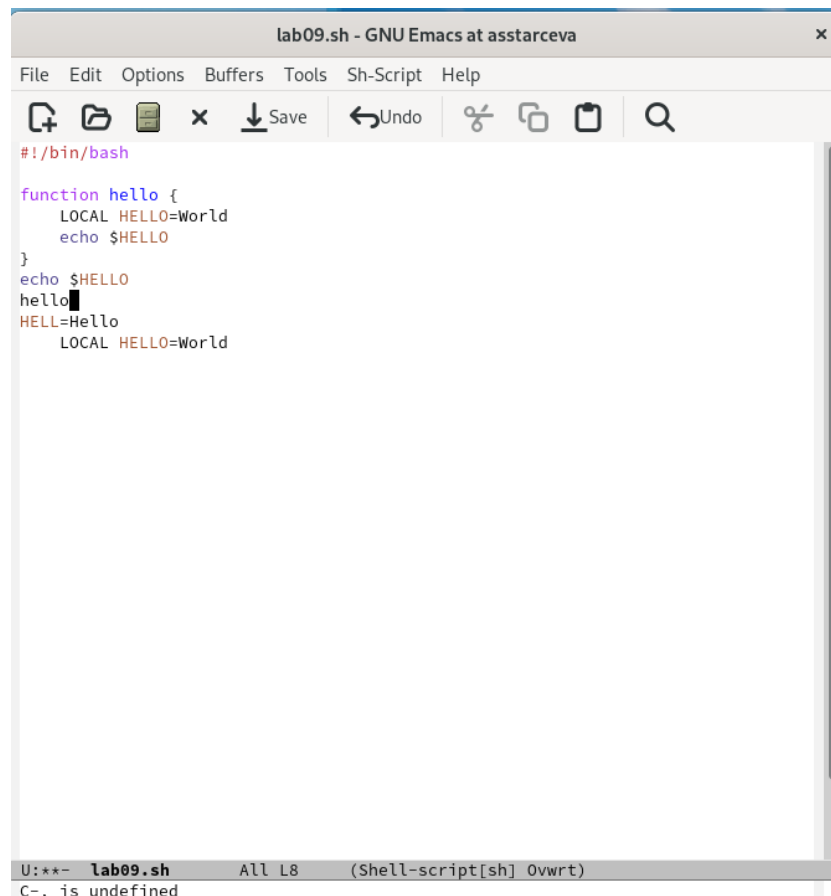 lab09.sh - GNU Emacs at asstarceva ×
File Edit Options Buffers Tools Sh-Script Help
Save Undo
#!/bin/bash
function hello {
    LOCAL HELLO=World
    echo $HELLO
}
echo $HELLO
hello
HELL=Hello
    LOCAL HELLO=World
U:**- lab09.sh All L8 (Shell-script[sh] Ovwrt)
C-. is undefined